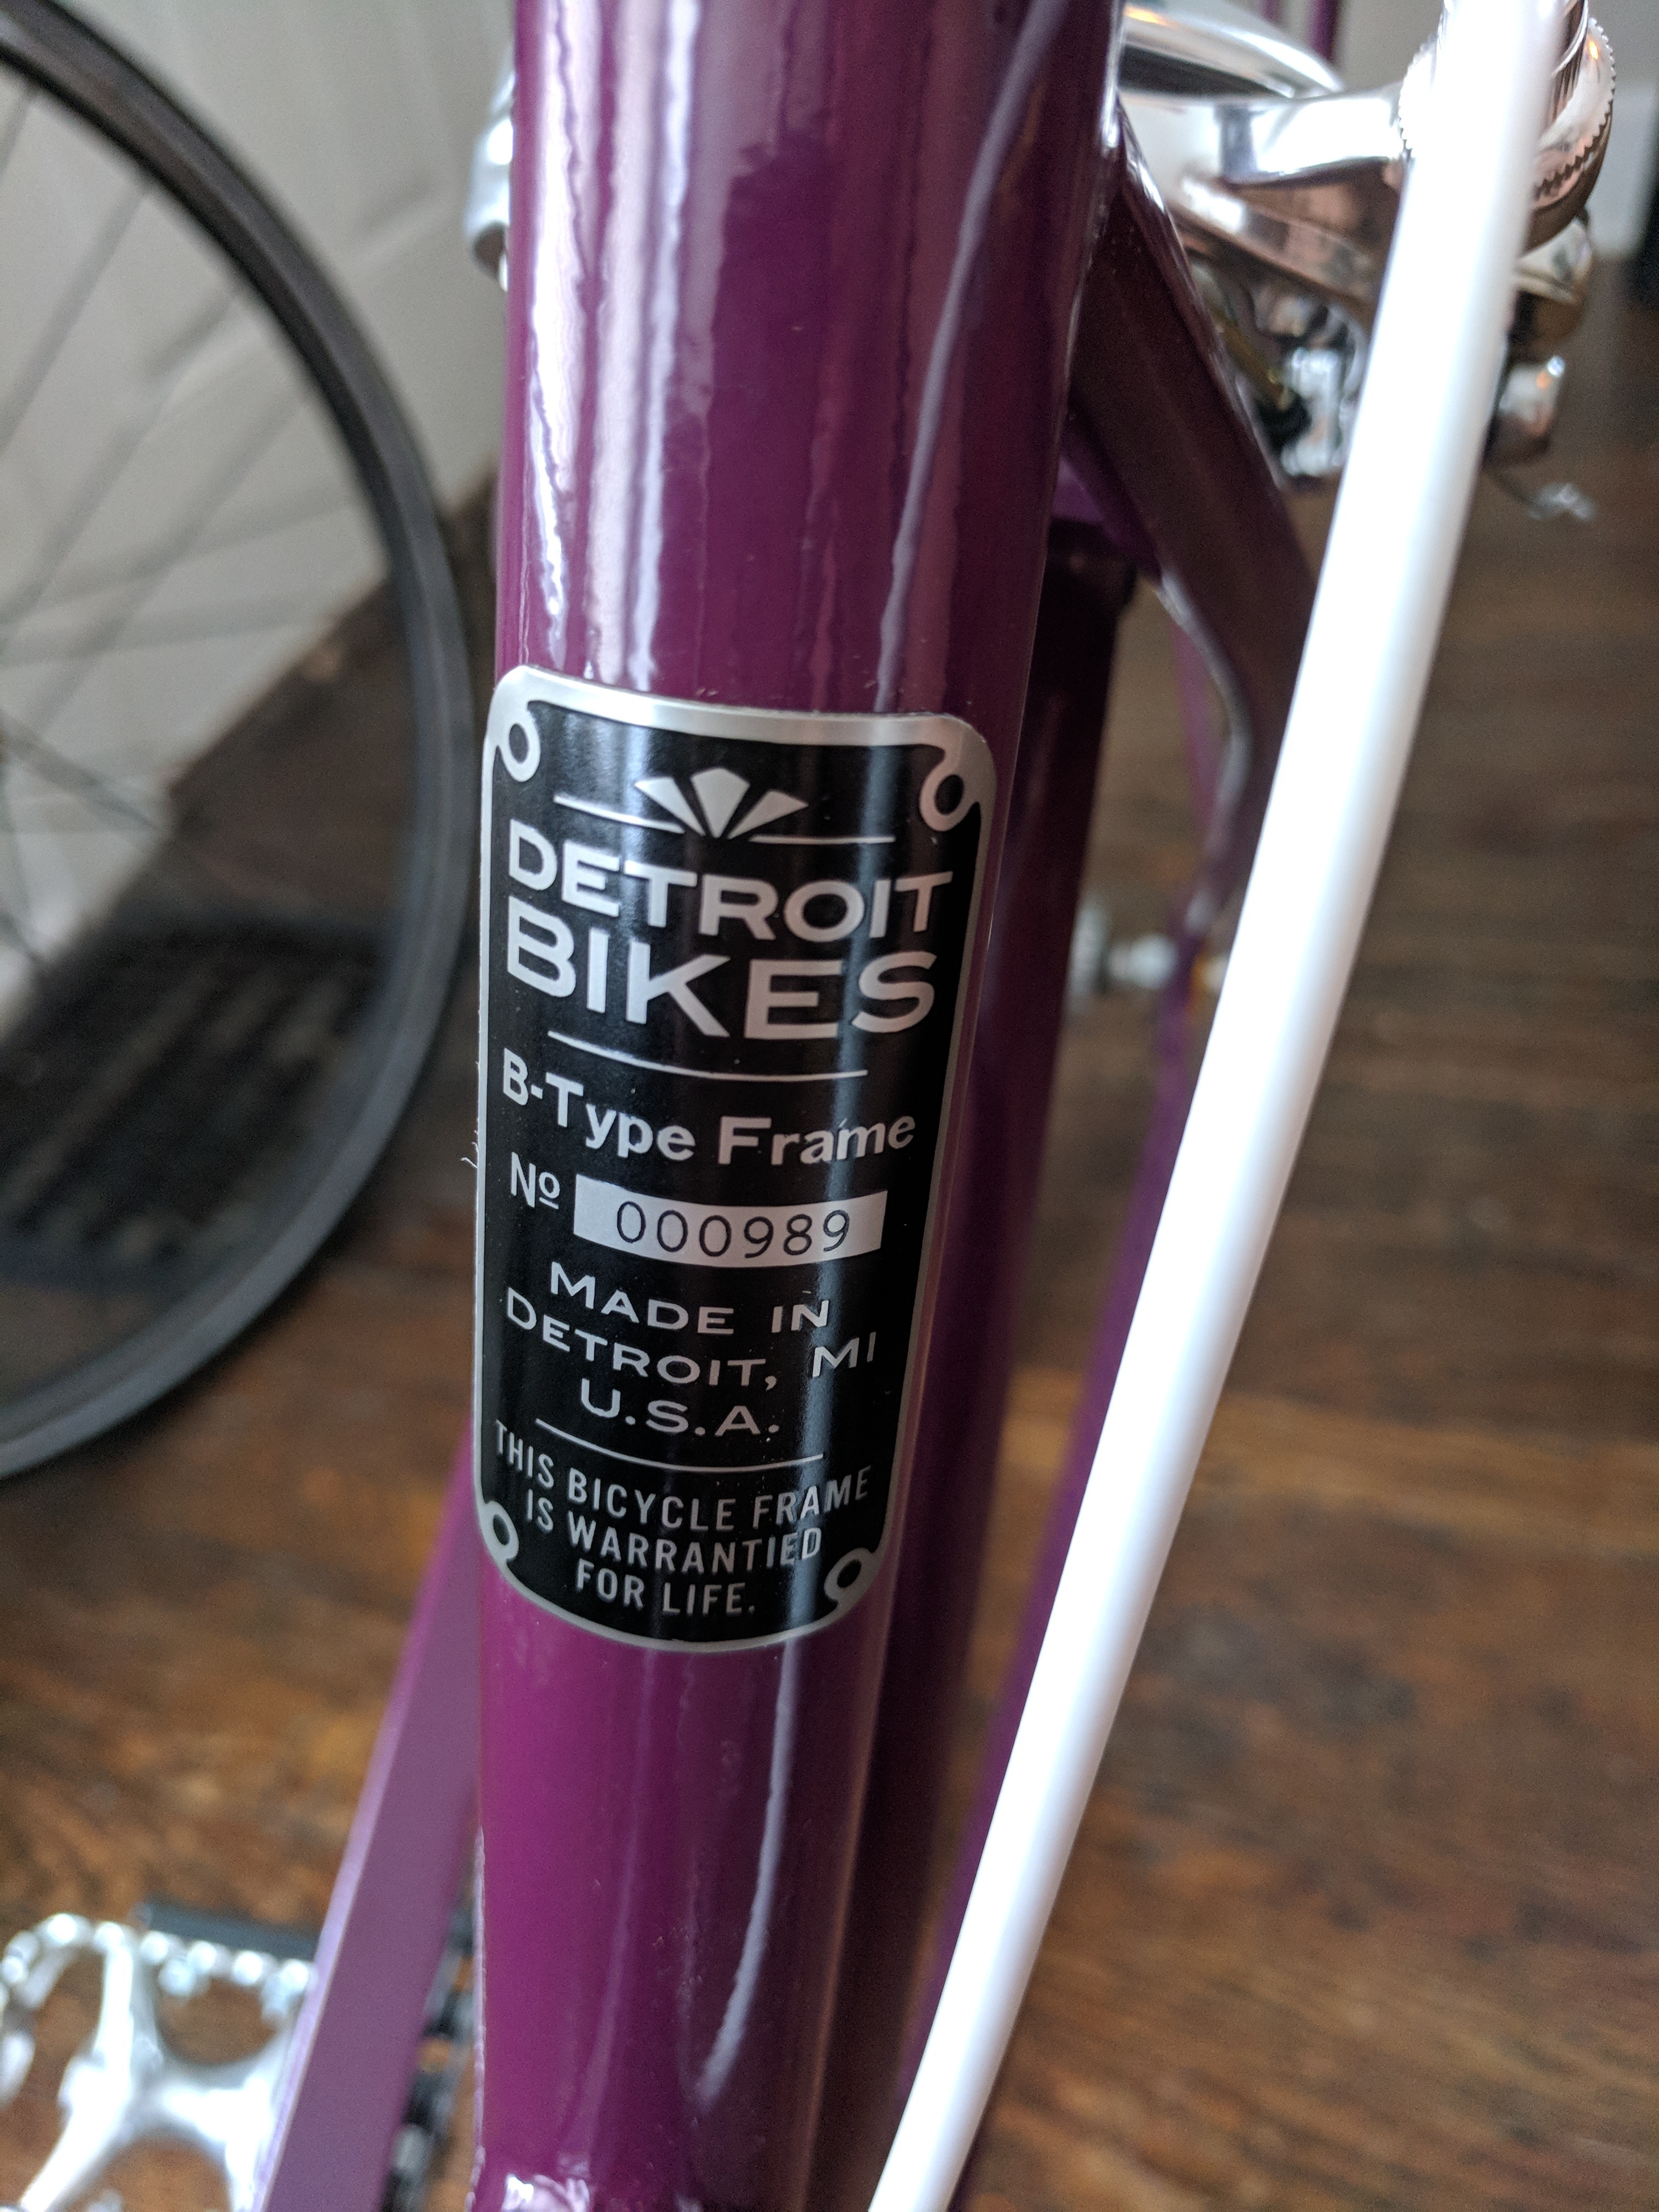 DETROIT
BIKES
B-Type Frame
Nº 000989
MADE IN
DETROIT, MI
U.S.A.
THIS BICYCLE FRAME
IS WARRANTIED
FOR LIFE.